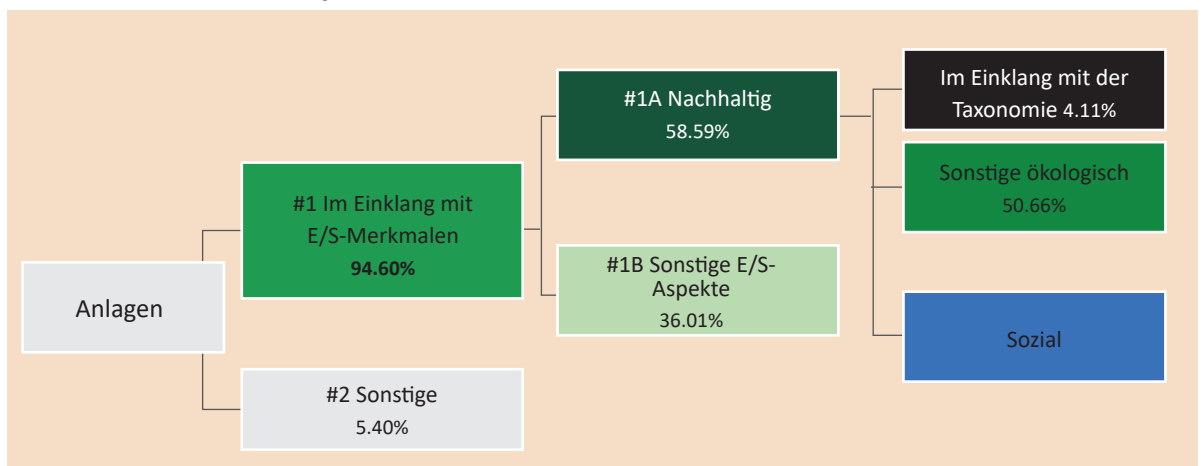 Anlagen
#1 Im Einklang mit
E/S-Merkmalen
94.60%
#2 Sonstige
5.40%
#1A Nachhaltig
58.59%
#1B Sonstige E/S-
Aspekte
36.01%
Im Einklang mit der
Taxonomie 4.11%
Sonstige ökologisch
50.66%
Sozial